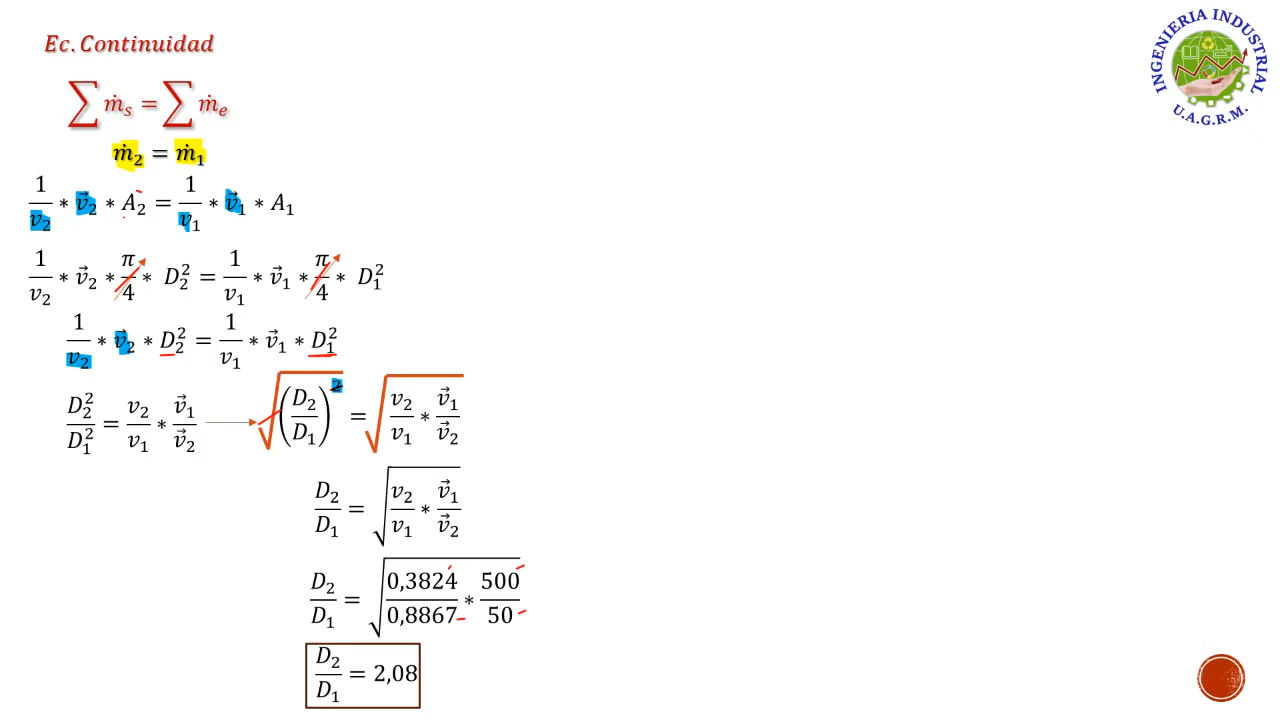 Ec. Continuidad
∑ ṁₛ = ∑ ṁₑ
ṁ₂ = ṁ₁
1/v₂ * v⃗₂ * A₂ = 1/v₁ * v⃗₁ * A₁
1/v₂ * v⃗₂ * π/4 * D₂² = 1/v₁ * v⃗₁ * π/4 * D₁²
1/v₂ * v⃗₂ * D₂² = 1/v₁ * v⃗₁ * D₁²
D₂²/D₁² = v₂/v₁ * v⃗₁/v⃗₂ → √(D₂/D₁)² = √(v₂/v₁ * v⃗₁/v⃗₂)
D₂/D₁ = √(v₂/v₁ * v⃗₁/v⃗₂)
D₂/D₁ = √(0,3824/0,8867 * 500/50)
D₂/D₁ = 2,08
INGENIERIA INDUSTRIAL
U.A.G.R.M.